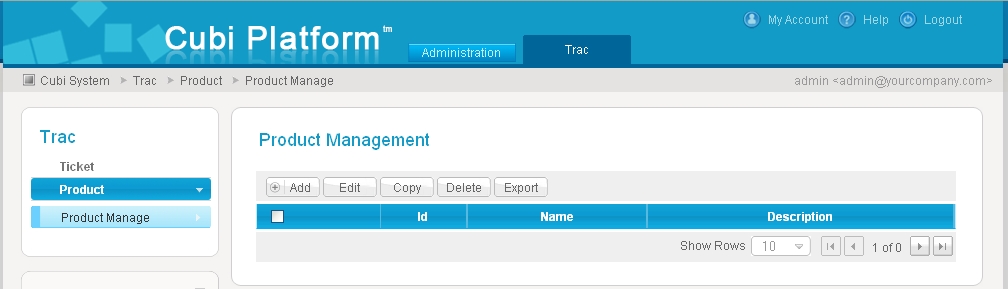 My Account Help Logout
Cubi Platform™
Administration Trac
Cubi System Trac Product Product Manage admin <admin@yourcompany.com>
Trac
Ticket
Product
Product Manage
Product Management
Add Edit Copy Delete Export
Id Name Description
Show Rows 10 1 of 0